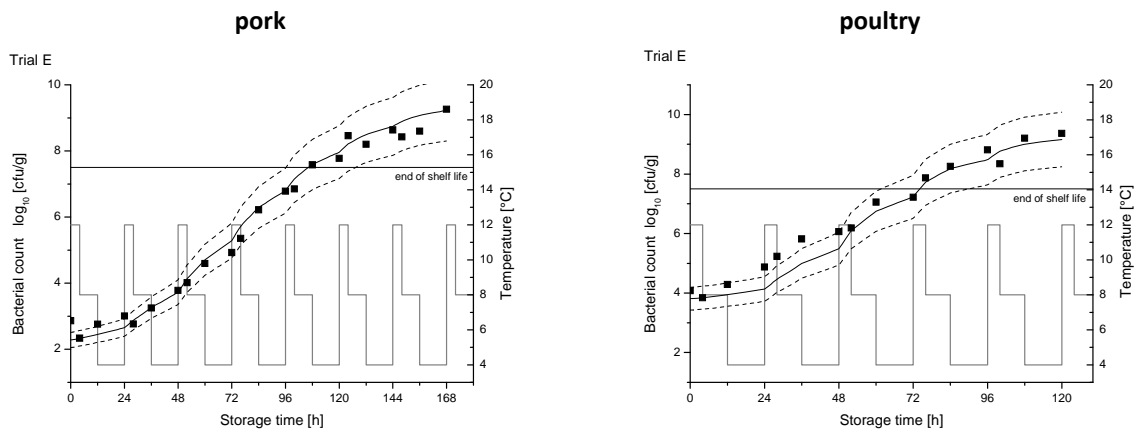 pork
Trial E
10
8
6
4
2
Bacterial count log10 [cfu/g]
20
18
16
14
12
10
8
6
4
Temperature [°C]
end of shelf life
0 24 48 72 96 120 144 168
Storage time [h]
poultry
Trial E
10
8
6
4
2
Bacterial count log10 [cfu/g]
20
18
16
14
12
10
8
6
4
Temperature [°C]
end of shelf life
0 24 48 72 96 120
Storage time [h]